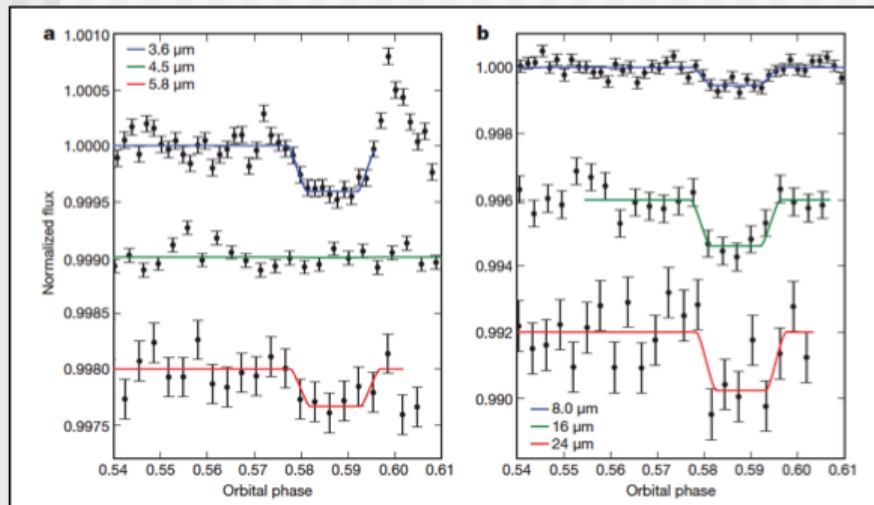 a
3.6 μm
4.5 μm
5.8 μm
1.0010
1.0005
1.0000
0.9995
0.9990
0.9985
0.9980
0.9975
Normalized flux
0.54 0.55 0.56 0.57 0.58 0.59 0.60 0.61
Orbital phase
b
1.000
0.998
0.996
0.994
0.992
0.990
8.0 μm
16 μm
24 μm
0.54 0.55 0.56 0.57 0.58 0.59 0.60 0.61
Orbital phase